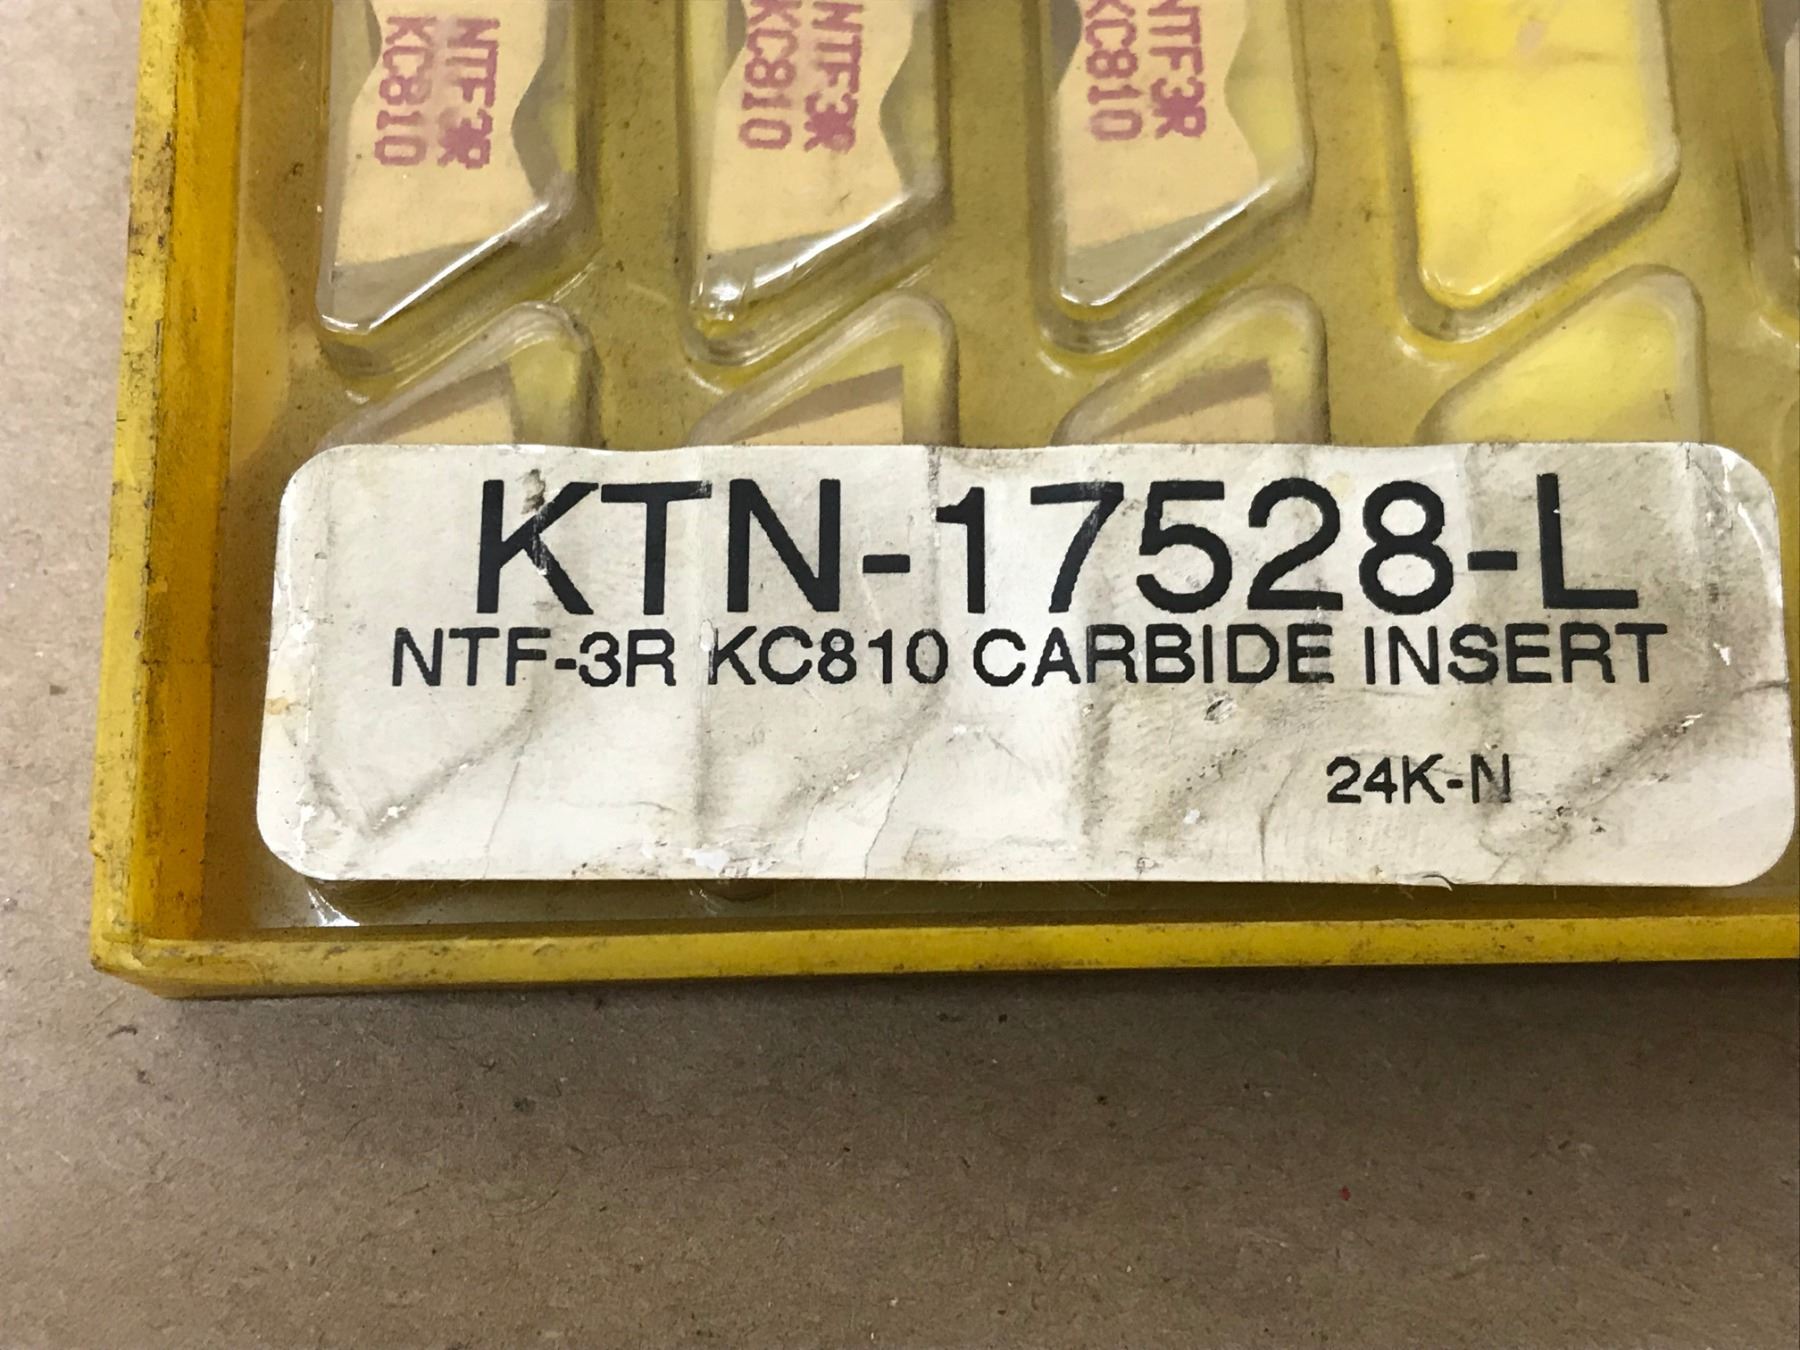 NTF3R
KC810
NTF3R
KC810
NTF3R
KC810
KTN-17528-L
NTF-3R KC810 CARBIDE INSERT
24K-N